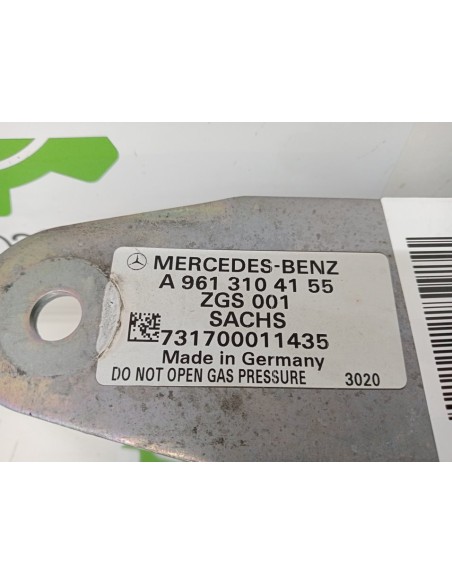 MERCEDES-BENZ
A 961 310 41 55
ZGS 001
SACHS
731700011435
Made in Germany
DO NOT OPEN GAS PRESSURE 3020